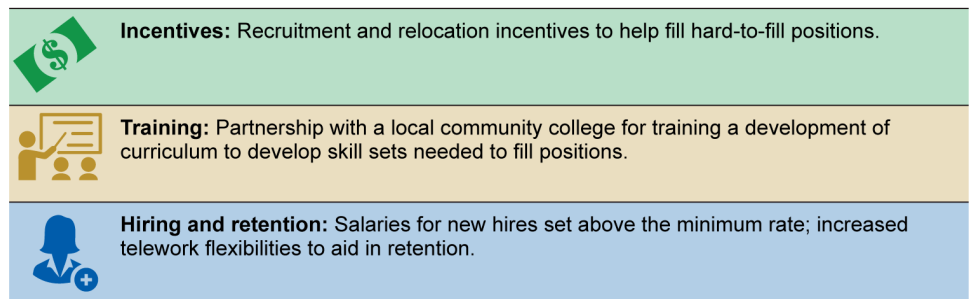 Incentives: Recruitment and relocation incentives to help fill hard-to-fill positions.
Training: Partnership with a local community college for training a development of
curriculum to develop skill sets needed to fill positions.
Hiring and retention: Salaries for new hires set above the minimum rate; increased
telework flexibilities to aid in retention.